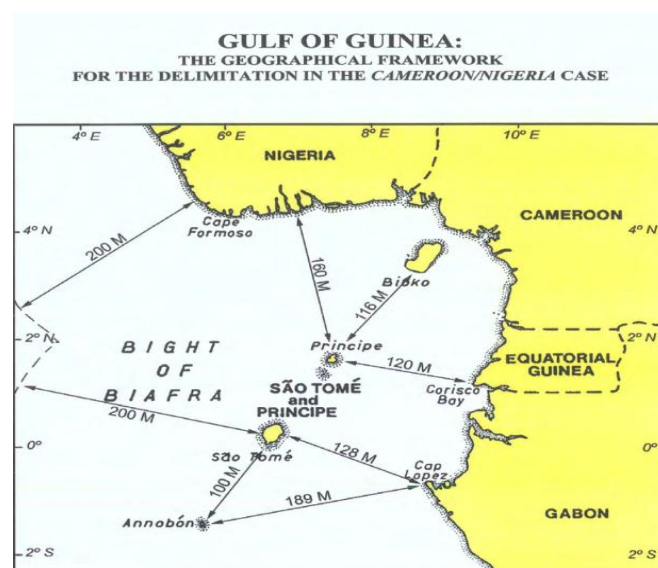 GULF OF GUINEA:
THE GEOGRAPHICAL FRAMEWORK
FOR THE DELIMITATION IN THE CAMEROON/NIGERIA CASE
4° E
6° E
8° E
10° E
NIGERIA
CAMEROON
Cape
Formoso
4° N
4° N
200 M
160 M
Bioko
116 M
2° N
2° N
BIGHT
OF
BIAFRA
Príncipe
120 M
EQUATORIAL
GUINEA
SÃO TOMÉ
and
PRINCIPE
Corisco
Bay
200 M
0°
0°
São Tomé
128 M
Cap
Lopez
100 M
189 M
Annabón
GABON
2° S
2° S